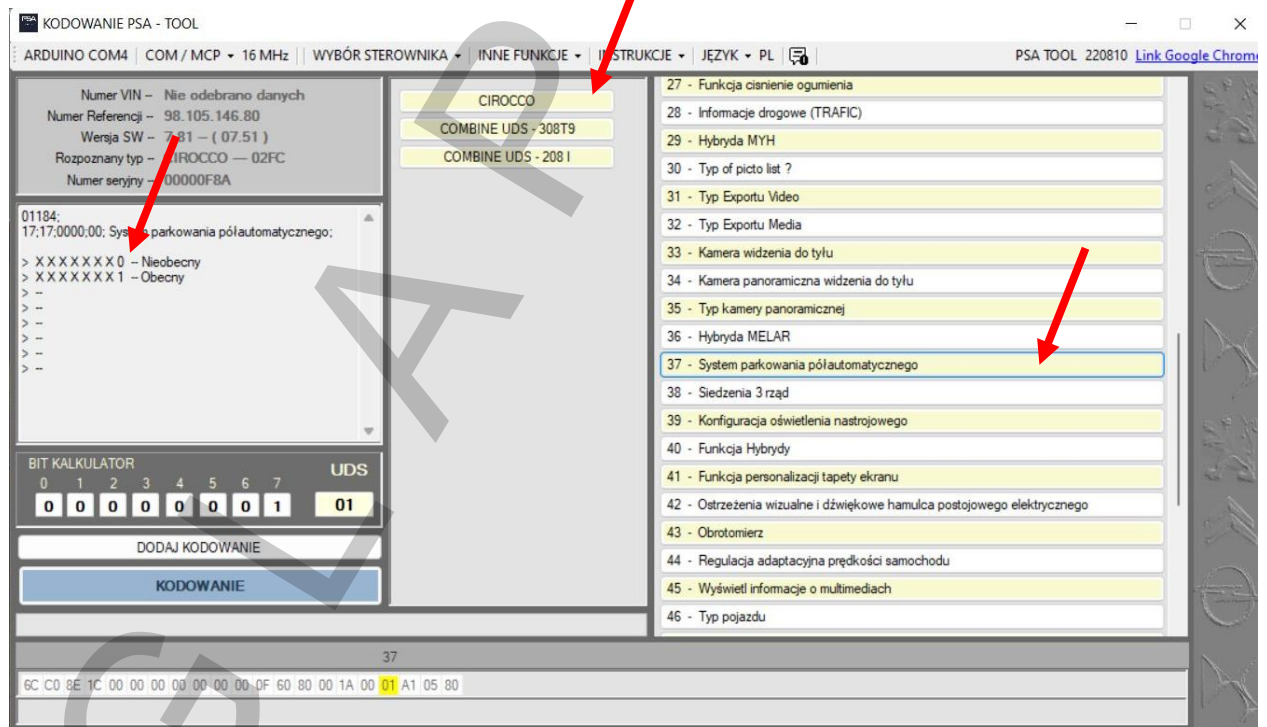 KODOWANIE PSA - TOOL
ARDUINO COM4 COM / MCP 16 MHz WYBÓR STEROWNIKA INNE FUNKCJE INSTRUKCJE JĘZYK PL PSA TOOL 220810 Link Google Chrome
Numer VIN -- Nie odebrano danych
Numer Referencji -- 98.105.146.80
Wersja SW -- 7.81 -- ( 07.51 )
Rozpoznany typ -- CIROCCO — 02FC
Numer seryjny -- 00000F8A
01184;
17;17;0000;00; System parkowania półautomatycznego;
> X X X X X X X 0 -- Nieobecny
> X X X X X X X 1 -- Obecny
> --
> --
> --
> --
> --
> --
BIT KALKULATOR UDS
0 1 2 3 4 5 6 7
0 0 0 0 0 0 0 1 01
DODAJ KODOWANIE
KODOWANIE
CIROCCO
COMBINE UDS - 308T9
COMBINE UDS - 208 I
27 - Funkcja cisnienie ogumienia
28 - Informacje drogowe (TRAFIC)
29 - Hybryda MYH
30 - Typ of picto list ?
31 - Typ Exportu Video
32 - Typ Exportu Media
33 - Kamera widzenia do tyłu
34 - Kamera panoramiczna widzenia do tyłu
35 - Typ kamery panoramicznej
36 - Hybryda MELAR
37 - System parkowania półautomatycznego
38 - Siedzenia 3 rząd
39 - Konfiguracja oświetlenia nastrojowego
40 - Funkcja Hybrydy
41 - Funkcja personalizacji tapety ekranu
42 - Ostrzeżenia wizualne i dźwiękowe hamulca postojowego elektrycznego
43 - Obrotomierz
44 - Regulacja adaptacyjna prędkości samochodu
45 - Wyświetl informacje o multimediach
46 - Typ pojazdu
37
6C C0 8E 1C 00 00 00 00 00 00 00 0F 60 80 00 1A 00 01 A1 05 80